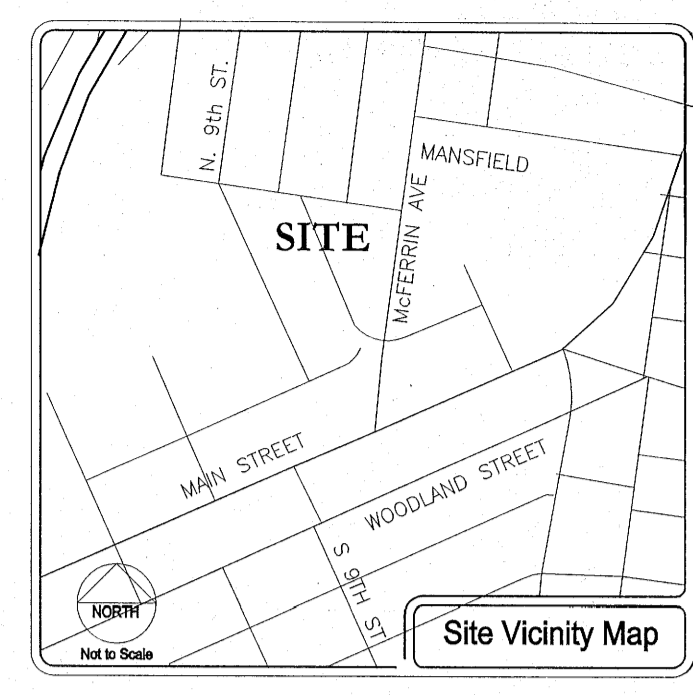 N. 9th ST.
MANSFIELD
SITE
McFERRIN AVE
MAIN STREET
WOODLAND STREET
S 9TH ST
NORTH
Not to Scale
Site Vicinity Map